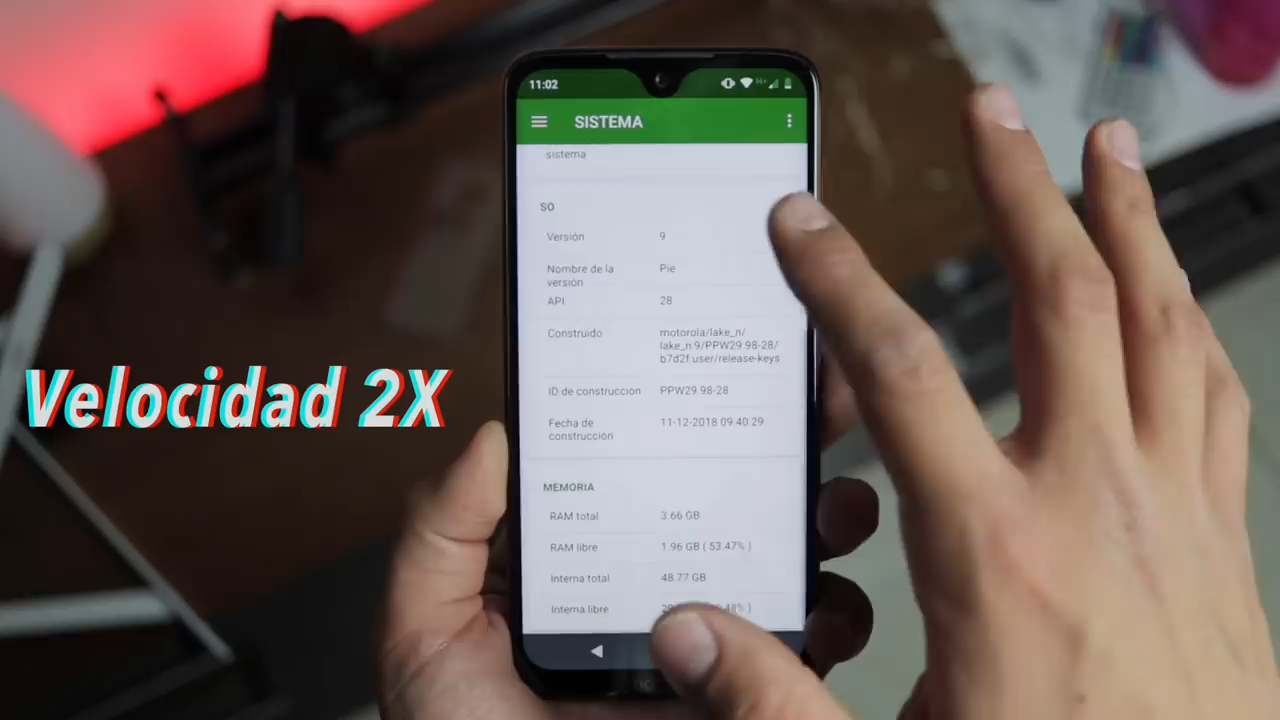 11:02
SISTEMA
sistema
SO
Versión 9
Nombre de la versión Pie
API 28
Construido motorola/lake_n/
lake_n:9/PPW29.98-28/
b7d2f:user/release-keys
ID de construccion PPW29.98-28
Fecha de construcción 11-12-2018 09:40:29
MEMORIA
RAM total 3.66 GB
RAM libre 1.96 GB ( 53.47% )
Interna total 48.77 GB
Interna libre
Velocidad 2X